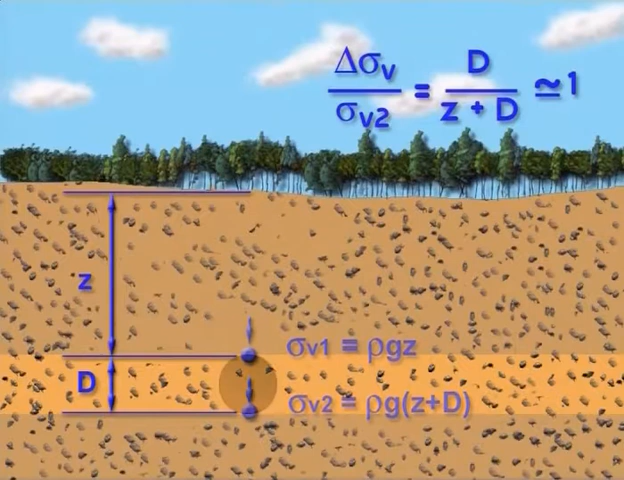 Δσv / σv2 = D / z + D ≃ 1
z
σv1 = ρgz
D
σv2 = ρg(z+D)